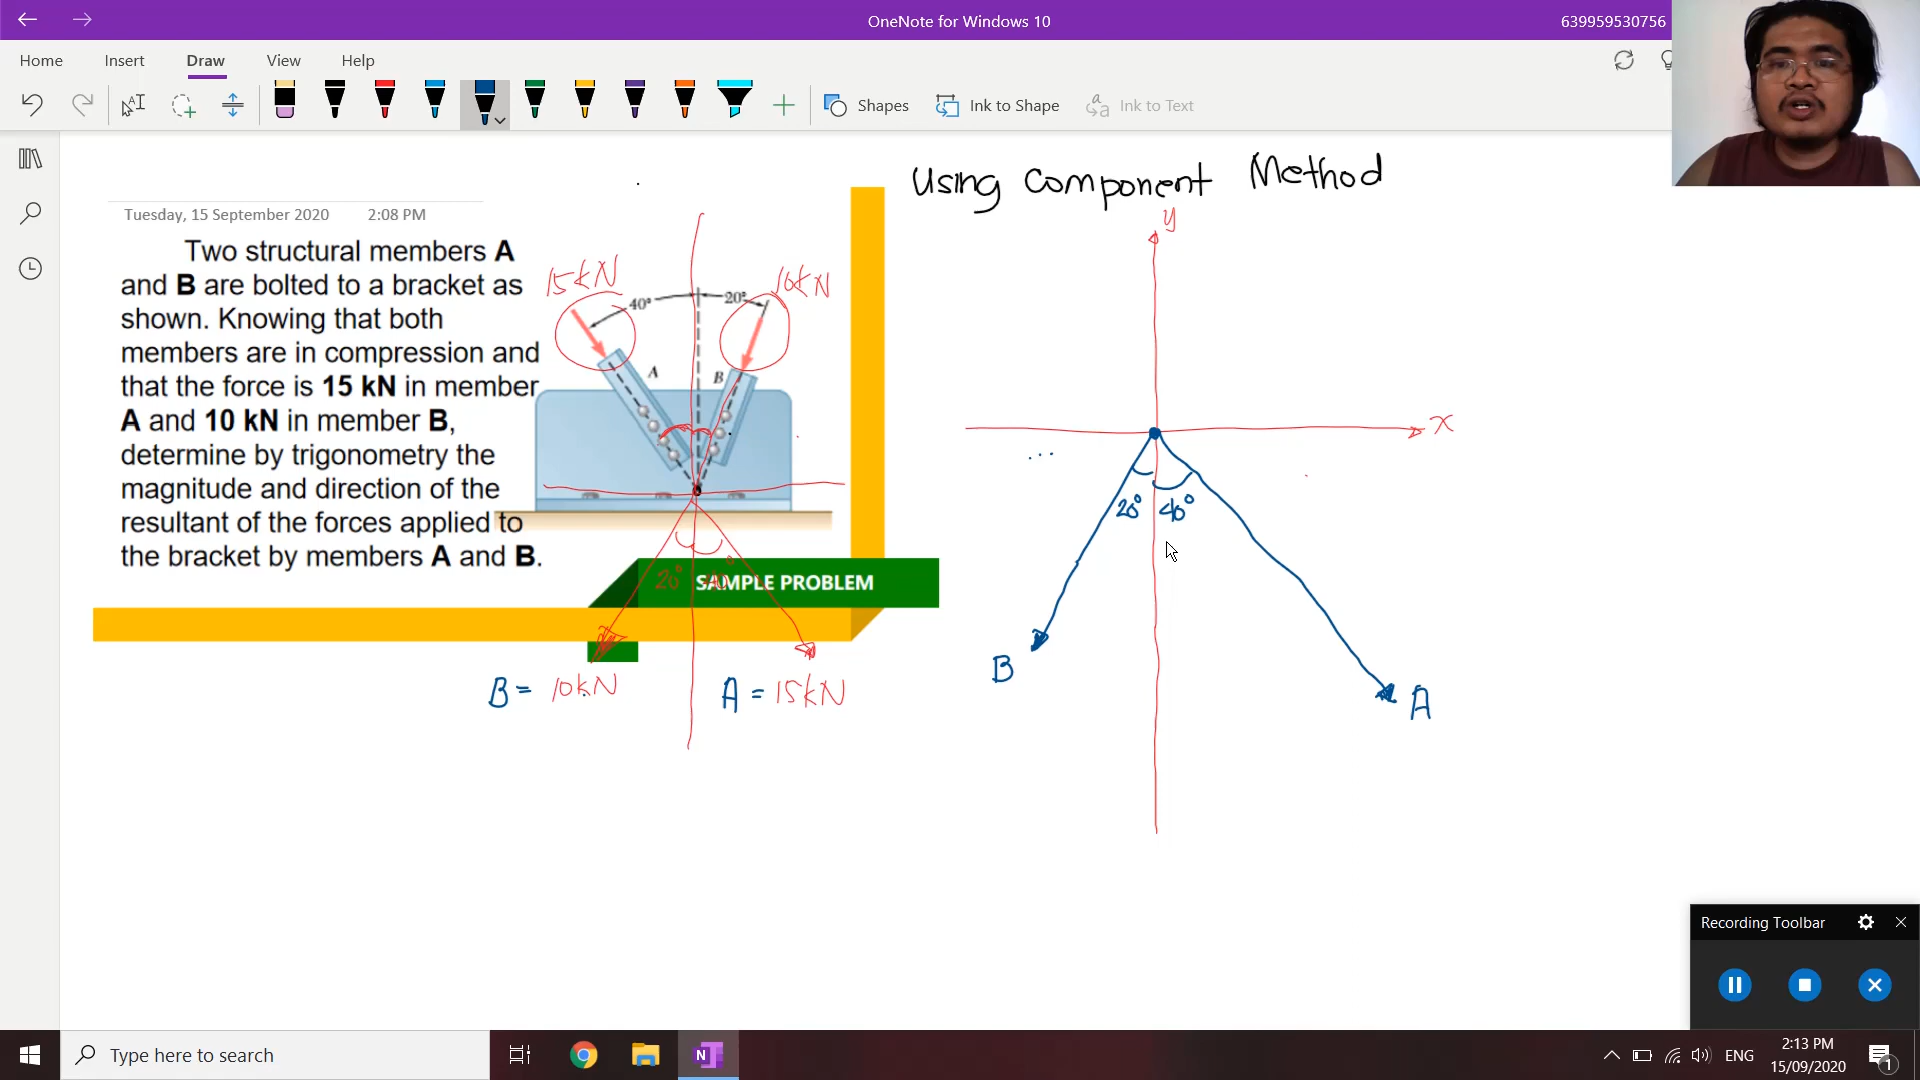 OneNote for Windows 10
639959530756
Home Insert Draw View Help
Shapes Ink to Shape Ink to Text
Using Component Method
Tuesday, 15 September 2020 2:08 PM
Two structural members A
and B are bolted to a bracket as
shown. Knowing that both
members are in compression and
that the force is 15 kN in member
A and 10 kN in member B,
determine by trigonometry the
magnitude and direction of the
resultant of the forces applied to
the bracket by members A and B.
15kN
10kN
40°
20°
A
B
20° 40°
SAMPLE PROBLEM
B = 10kN
A = 15kN
y
x
20° 40°
B
A
Recording Toolbar
Type here to search
ENG
2:13 PM
15/09/2020
1